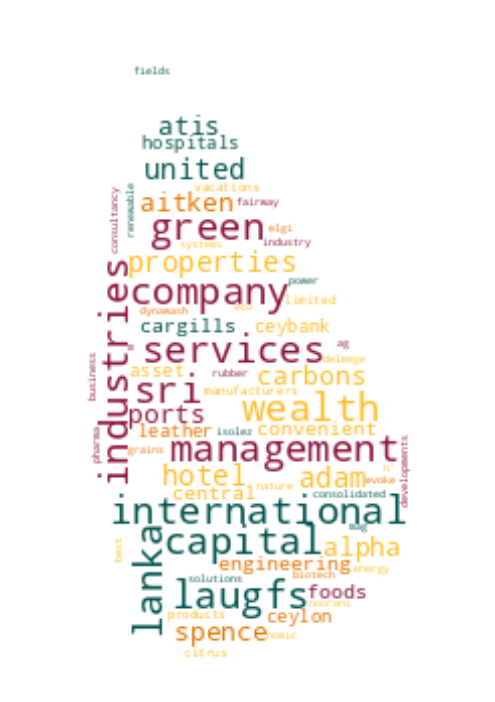 fields
atis
hospitals
united
vacations
renewable
consultancy
aitken
fairway
green
elgi
systems
industry
properties
power
industries
company
limited
dynawash
cargills
ceybank
services
ag
delmege
business
asset
rubber
carbons
sri
manufacturers
wealth
ports
leather
isolez
convenient
pharma
management
developments
grains
hotel
adam
n'
evoke
nature
central
consolidated
international
lanka
capital
alpha
best
engineering
energy
biotech
solutions
laugfs
foods
noorani
products
ceylon
spence
nomic
citrus